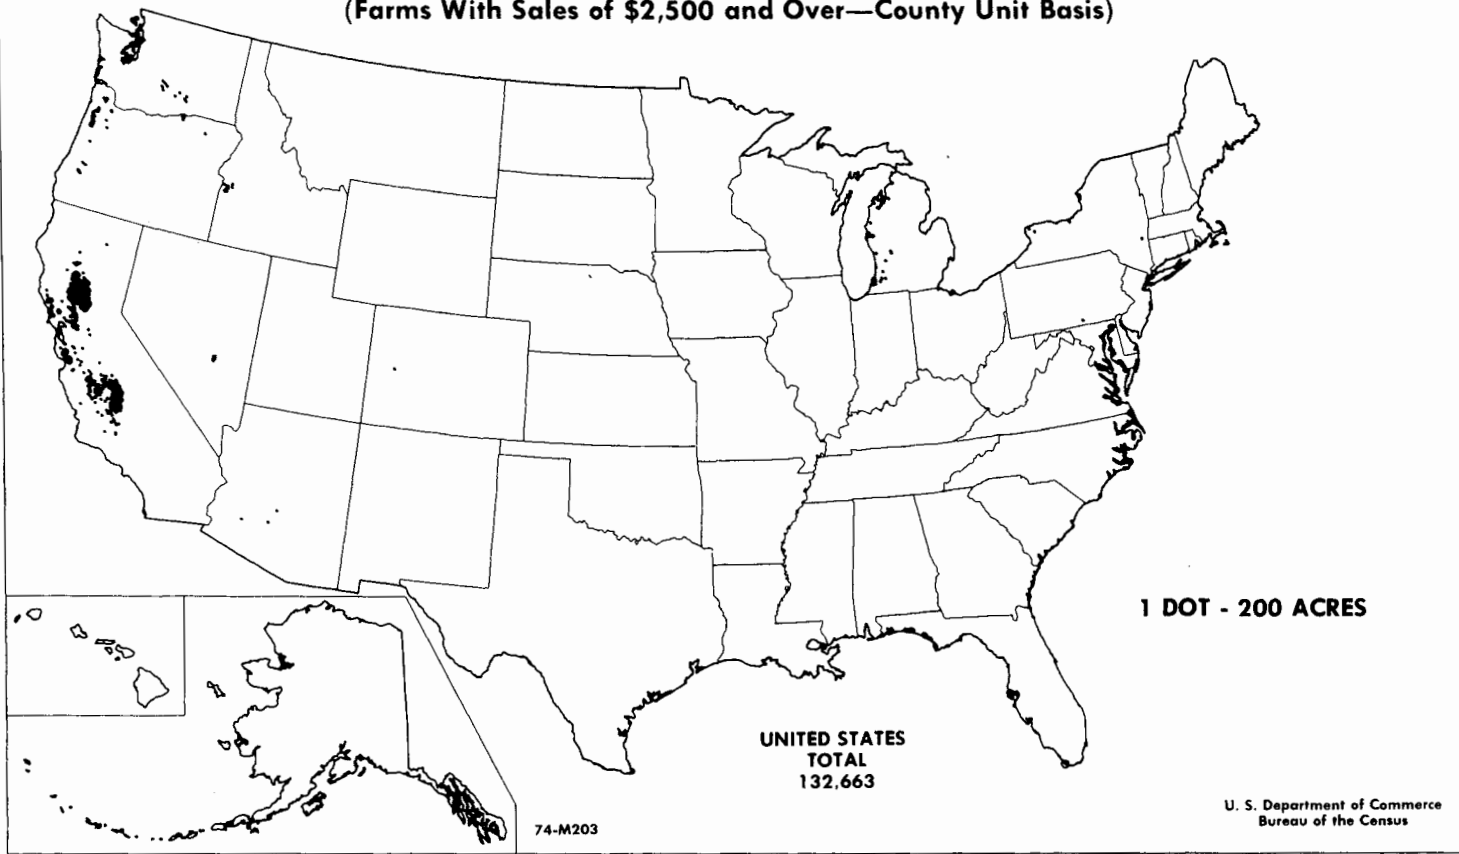 (Farms With Sales of $2,500 and Over—County Unit Basis)
1 DOT - 200 ACRES
UNITED STATES
TOTAL
132,663
74-M203
U. S. Department of Commerce
Bureau of the Census